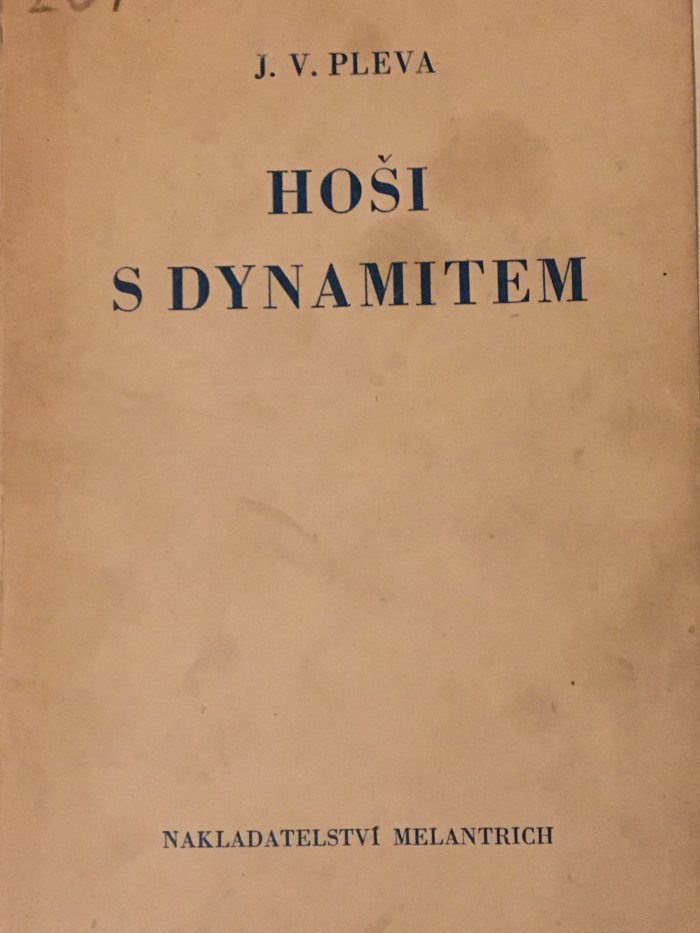 J. V. PLEVA
HOŠI
S DYNAMITEM
NAKLADATELSTVÍ MELANTRICH